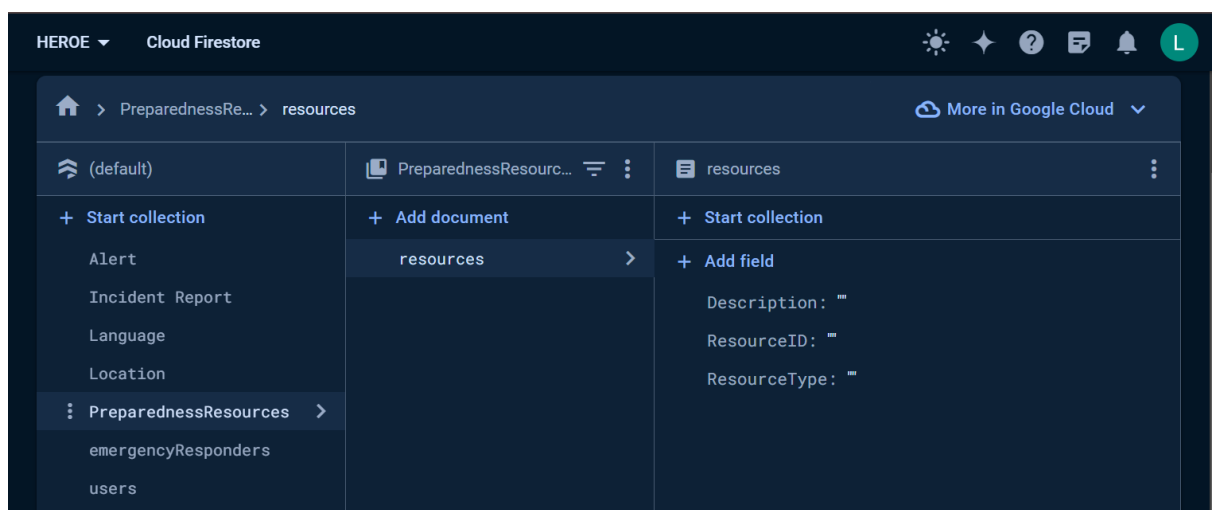 HEROE Cloud Firestore L
PreparednessRe... > resources More in Google Cloud
(default) PreparednessResourc... resources
+ Start collection + Add document + Start collection
Alert resources + Add field
Incident Report Description: ""
Language ResourceID: ""
Location ResourceType: ""
PreparednessResources
emergencyResponders
users